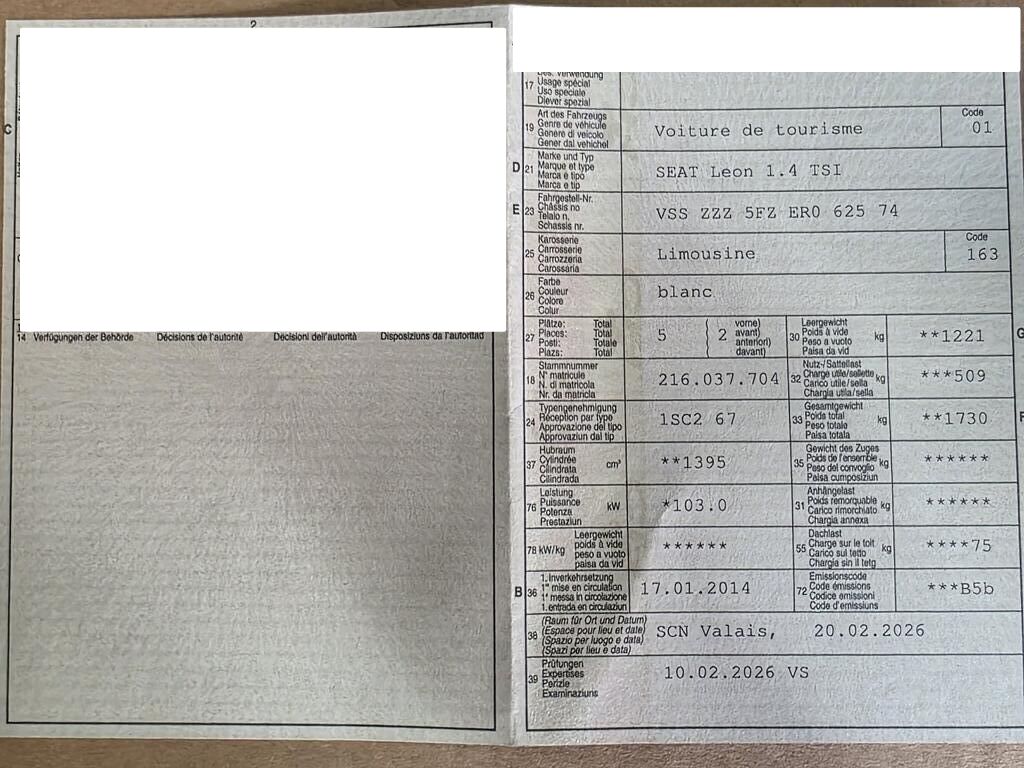 2
C
14 Verfügungen der Behörde Décisions de l'autorité Decisioni dell'autorità Disposiziuns da l'autoritad
Bes. Verwendung
17 Usage spécial
Uso speciale
Diever spezial
Art des Fahrzeugs
19 Genre de véhicule
Genere di veicolo
Gener dal vehichel
Voiture de tourisme
Code
01
D 21 Marke und Typ
Marque et type
Marca e tipo
Marca e tip
SEAT Leon 1.4 TSI
E 23 Fahrgestell-Nr.
Châssis no
Telaio n.
Schassis nr.
VSS ZZZ 5FZ ER0 625 74
25 Karosserie
Carrosserie
Carrozzeria
Carossaria
Limousine
Code
163
26 Farbe
Couleur
Colore
Colur
blanc
27 Plätze: Total
Places: Total
Posti: Totale
Plazs: Total
5 ( 2 vorne)
avant)
anteriori)
davant)
30 Leergewicht
Poids à vide
Peso a vuoto
Paisa da vid
kg
**1221
G
18 Stammnummer
N° matricule
N. di matricola
Nr. da matricla
216.037.704
32 Nutz-/Sattellast
Charge utile/sellette
Carico utile/sella
Chargia utila/sella
kg
***509
24 Typengenehmigung
Réception par type
Approvazione del tipo
Approvaziun dal tip
1SC2 67
33 Gesamtgewicht
Poids total
Peso totale
Paisa totala
kg
**1730
F
37 Hubraum
Cylindrée
Cilindrata
Cilindrada
cm³
**1395
35 Gewicht des Zuges
Poids de l'ensemble
Peso del convoglio
Paisa cumposiziun
kg
******
76 Leistung
Puissance
Potenza
Prestaziun
kW
*103.0
31 Anhängelast
Poids remorquable
Carico rimorchiato
Chargia annexa
kg
******
78 kW/kg Leergewicht
poids à vide
peso a vuoto
paisa da vid
******
55 Dachlast
Charge sur le toit
Carico sul tetto
Chargia sin il tetg
kg
****75
B 36 1. Inverkehrsetzung
1re mise en circulation
1a messa in circolazione
1. entrada en circulaziun
17.01.2014
72 Emissionscode
Code émissions
Codice emissioni
Code d'emissiuns
***B5b
38 (Raum für Ort und Datum)
(Espace pour lieu et date)
(Spazio per luogo e data)
(Spazi per lieu e data)
SCN Valais, 20.02.2026
39 Prüfungen
Expertises
Perizie
Examinaziuns
10.02.2026 VS